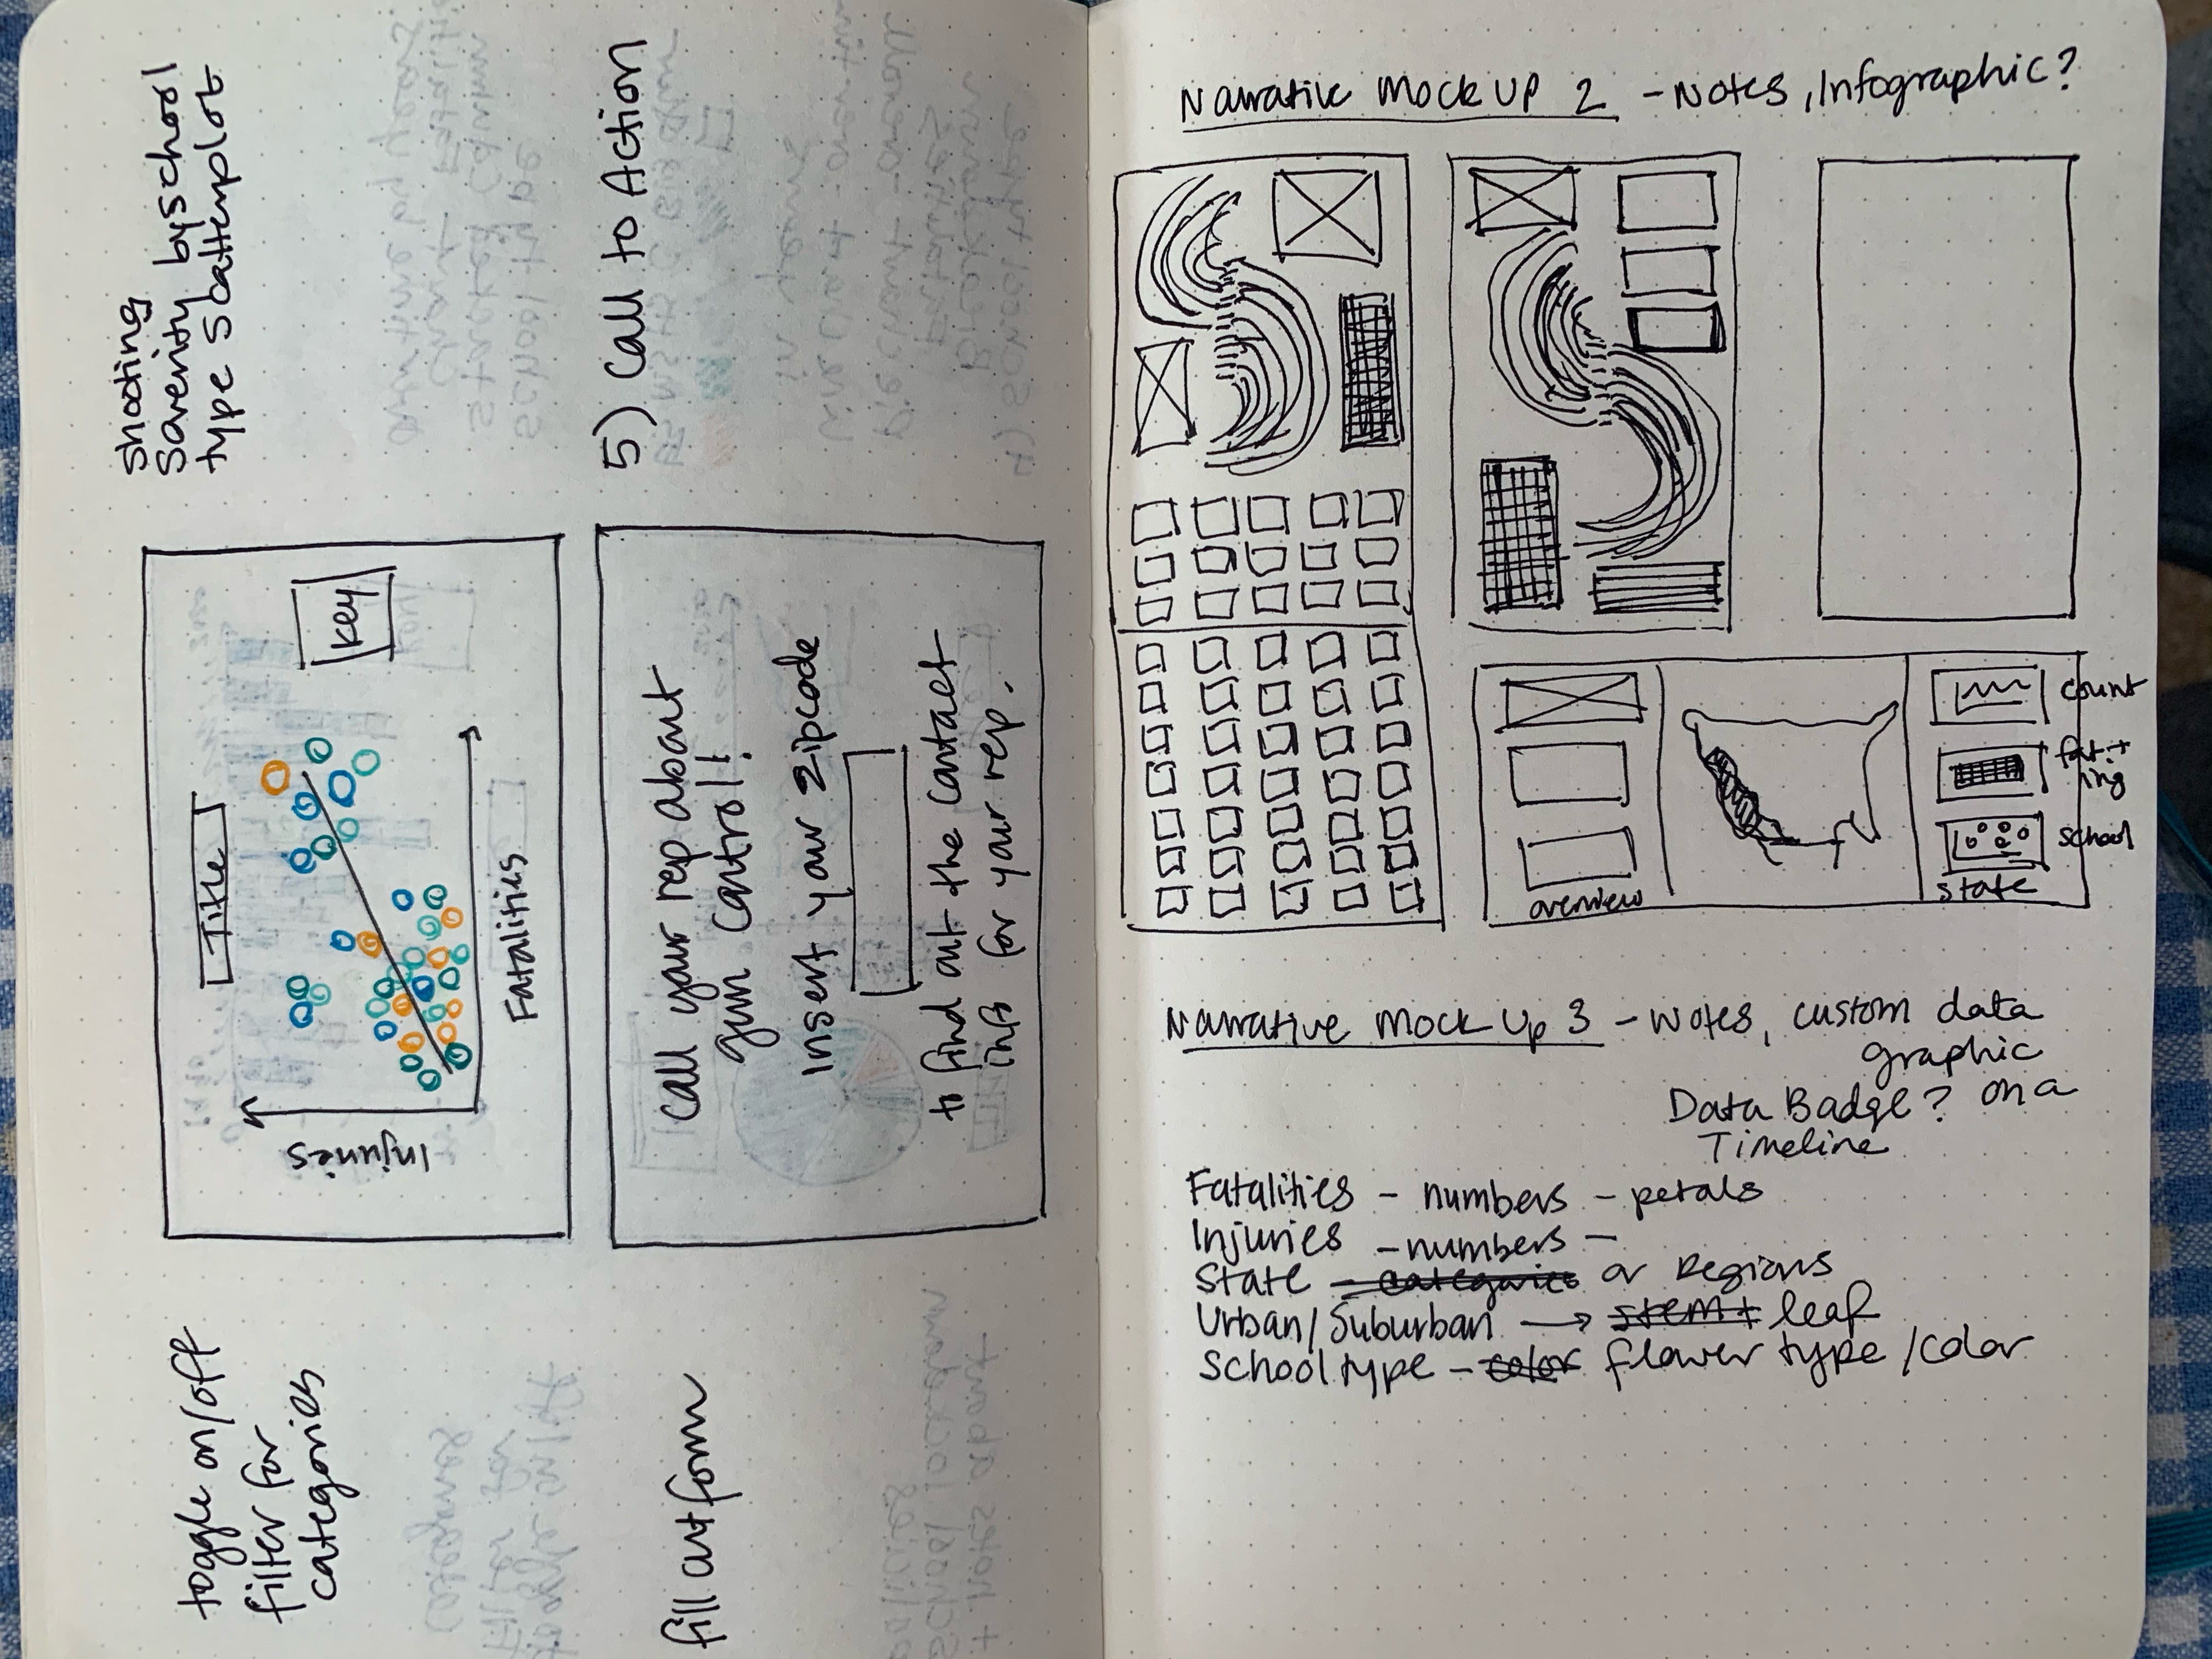 toggle on/off
filter for
categories
Title
Injuries
Fatalities
Key
shooting
Severity by school
type Scatterplot
fill out form
Call your rep about
gun control!
Insert your zipcode
to find out the contact
info for your rep.
5) Call to Action
Narrative Mock up 2 - Notes, Infographic?
overview
state
count
fat. +
inj
school
Narrative Mock up 3 - Notes, custom data
graphic
Data Badge? on a
Timeline
Fatalities - numbers - petals
Injuries - numbers -
State - categories or Regions
Urban/Suburban → stem leaf
School type - color flower type /color